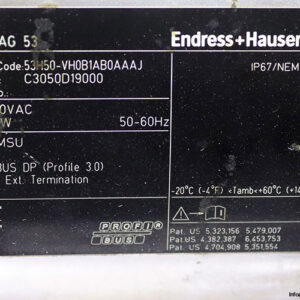 AG 53
Endress+Hauser
Code: 53H50-VH0B1AB0AAAJ
C3050D19000
IP67/NEM
0VAC
W 50-60Hz
MSU
BUS DP (Profile 3.0)
Ext. Termination
-20°C (-4°F) <Tamb<+60°C (+14
PROFI
BUS
i
Pat. US 5,323,156 5,479,007
Pat. US 4,382,387 6,453,753
Pat. US 4,704,908 5,351,554